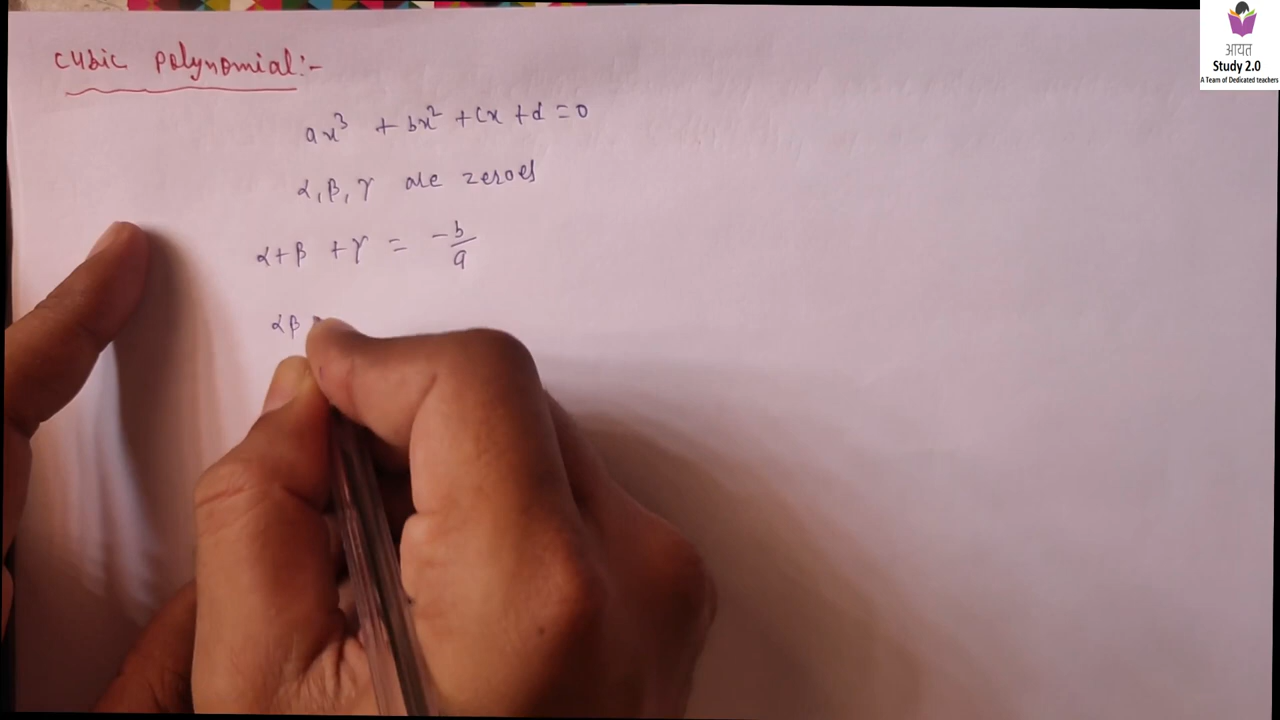 cubic polynomial:-
ax³ + bx² + cx + d = 0
α, β, γ are zeroes
α + β + γ = -b/a
αβ
आयत
Study 2.0
A Team of Dedicated teachers